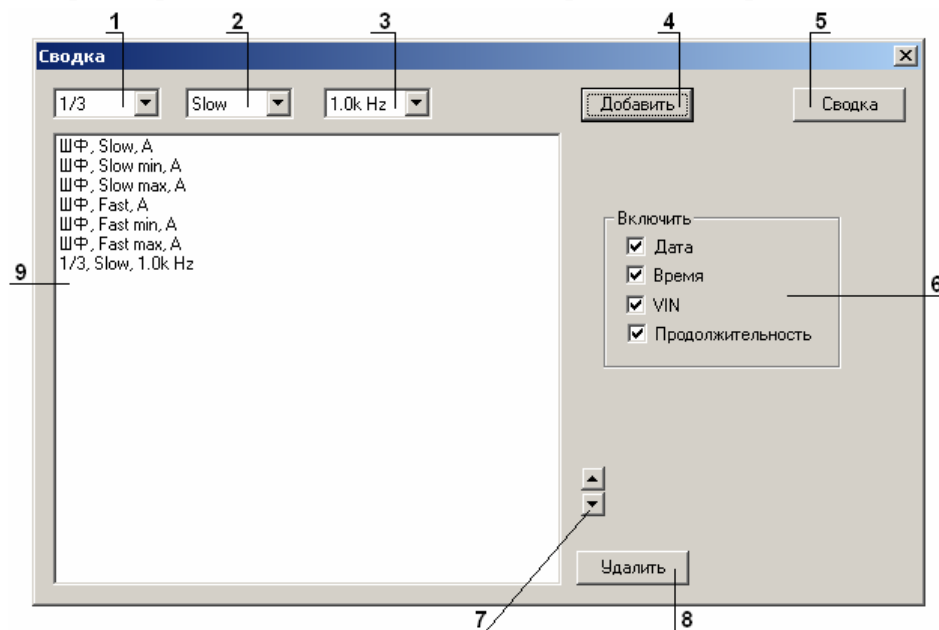 1 2 3 4 5
Сводка
1/3 Slow 1.0k Hz Добавить Сводка
ШФ, Slow, A
ШФ, Slow min, A
ШФ, Slow max, A
ШФ, Fast, A
ШФ, Fast min, A
ШФ, Fast max, A
1/3, Slow, 1.0k Hz
9
Включить
Дата
Время
VIN
Продолжительность
6
Удалить
7 8